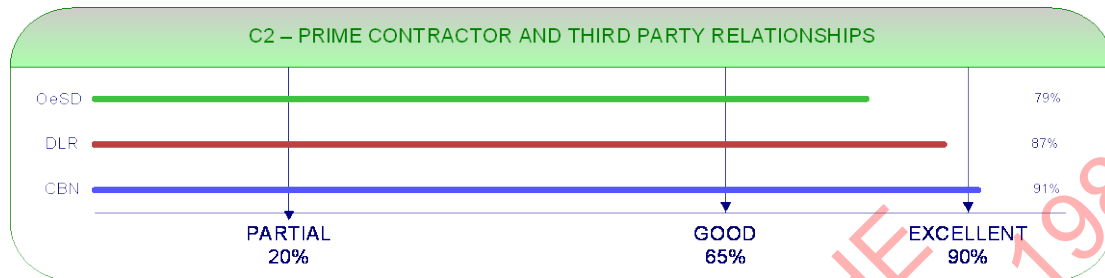 C2 – PRIME CONTRACTOR AND THIRD PARTY RELATIONSHIPS
OeSD 79%
DLR 87%
CBN 91%
PARTIAL GOOD EXCELLENT
20% 65% 90%